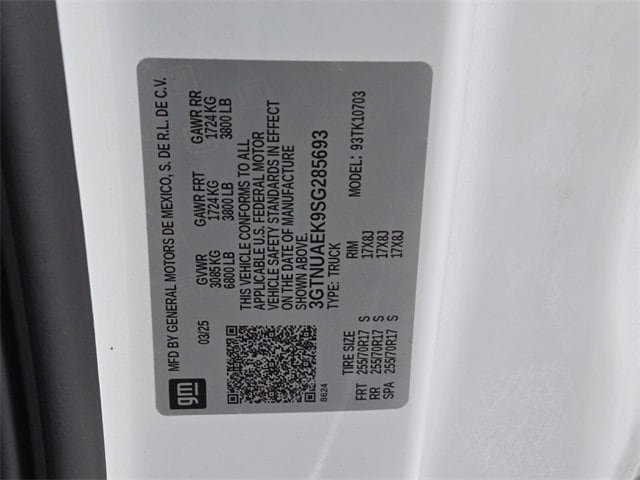 MFD BY GENERAL MOTORS DE MEXICO, S. DE R.L. DE C.V.
03/25
GVWR
3085KG
6800 LB
GAWR FRT
1724 KG
3800 LB
GAWR RR
1724 KG
3800 LB
gm
THIS VEHICLE CONFORMS TO ALL
APPLICABLE U.S. FEDERAL MOTOR
VEHICLE SAFETY STANDARDS IN EFFECT
ON THE DATE OF MANUFACTURE
SHOWN ABOVE.
3GTNUAEK9SG285693
TYPE: TRUCK
MODEL: 93TK10703
8624
TIRE SIZE RIM
FRT 255/70R17 S 17X8J
RR 255/70R17 S 17X8J
SPA 255/70R17 S 17X8J